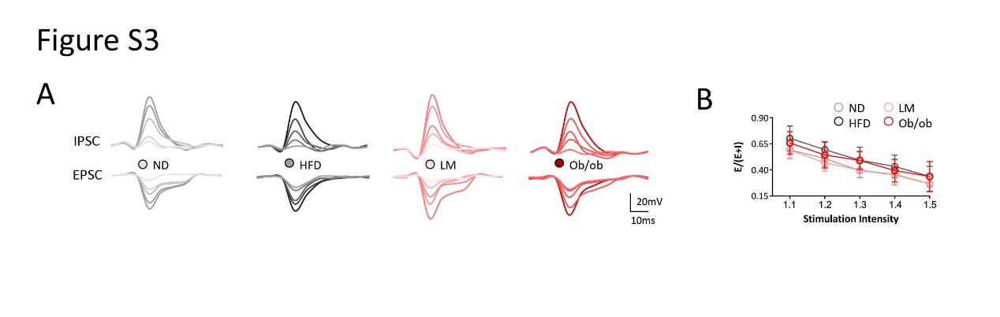 Figure S3
A
IPSC
EPSC
ND
HFD
LM
Ob/ob
20mV
10ms
B
ND
LM
HFD
Ob/ob
E/(E+I)
0.90
0.65
0.40
0.15
1.1 1.2 1.3 1.4 1.5
Stimulation Intensity